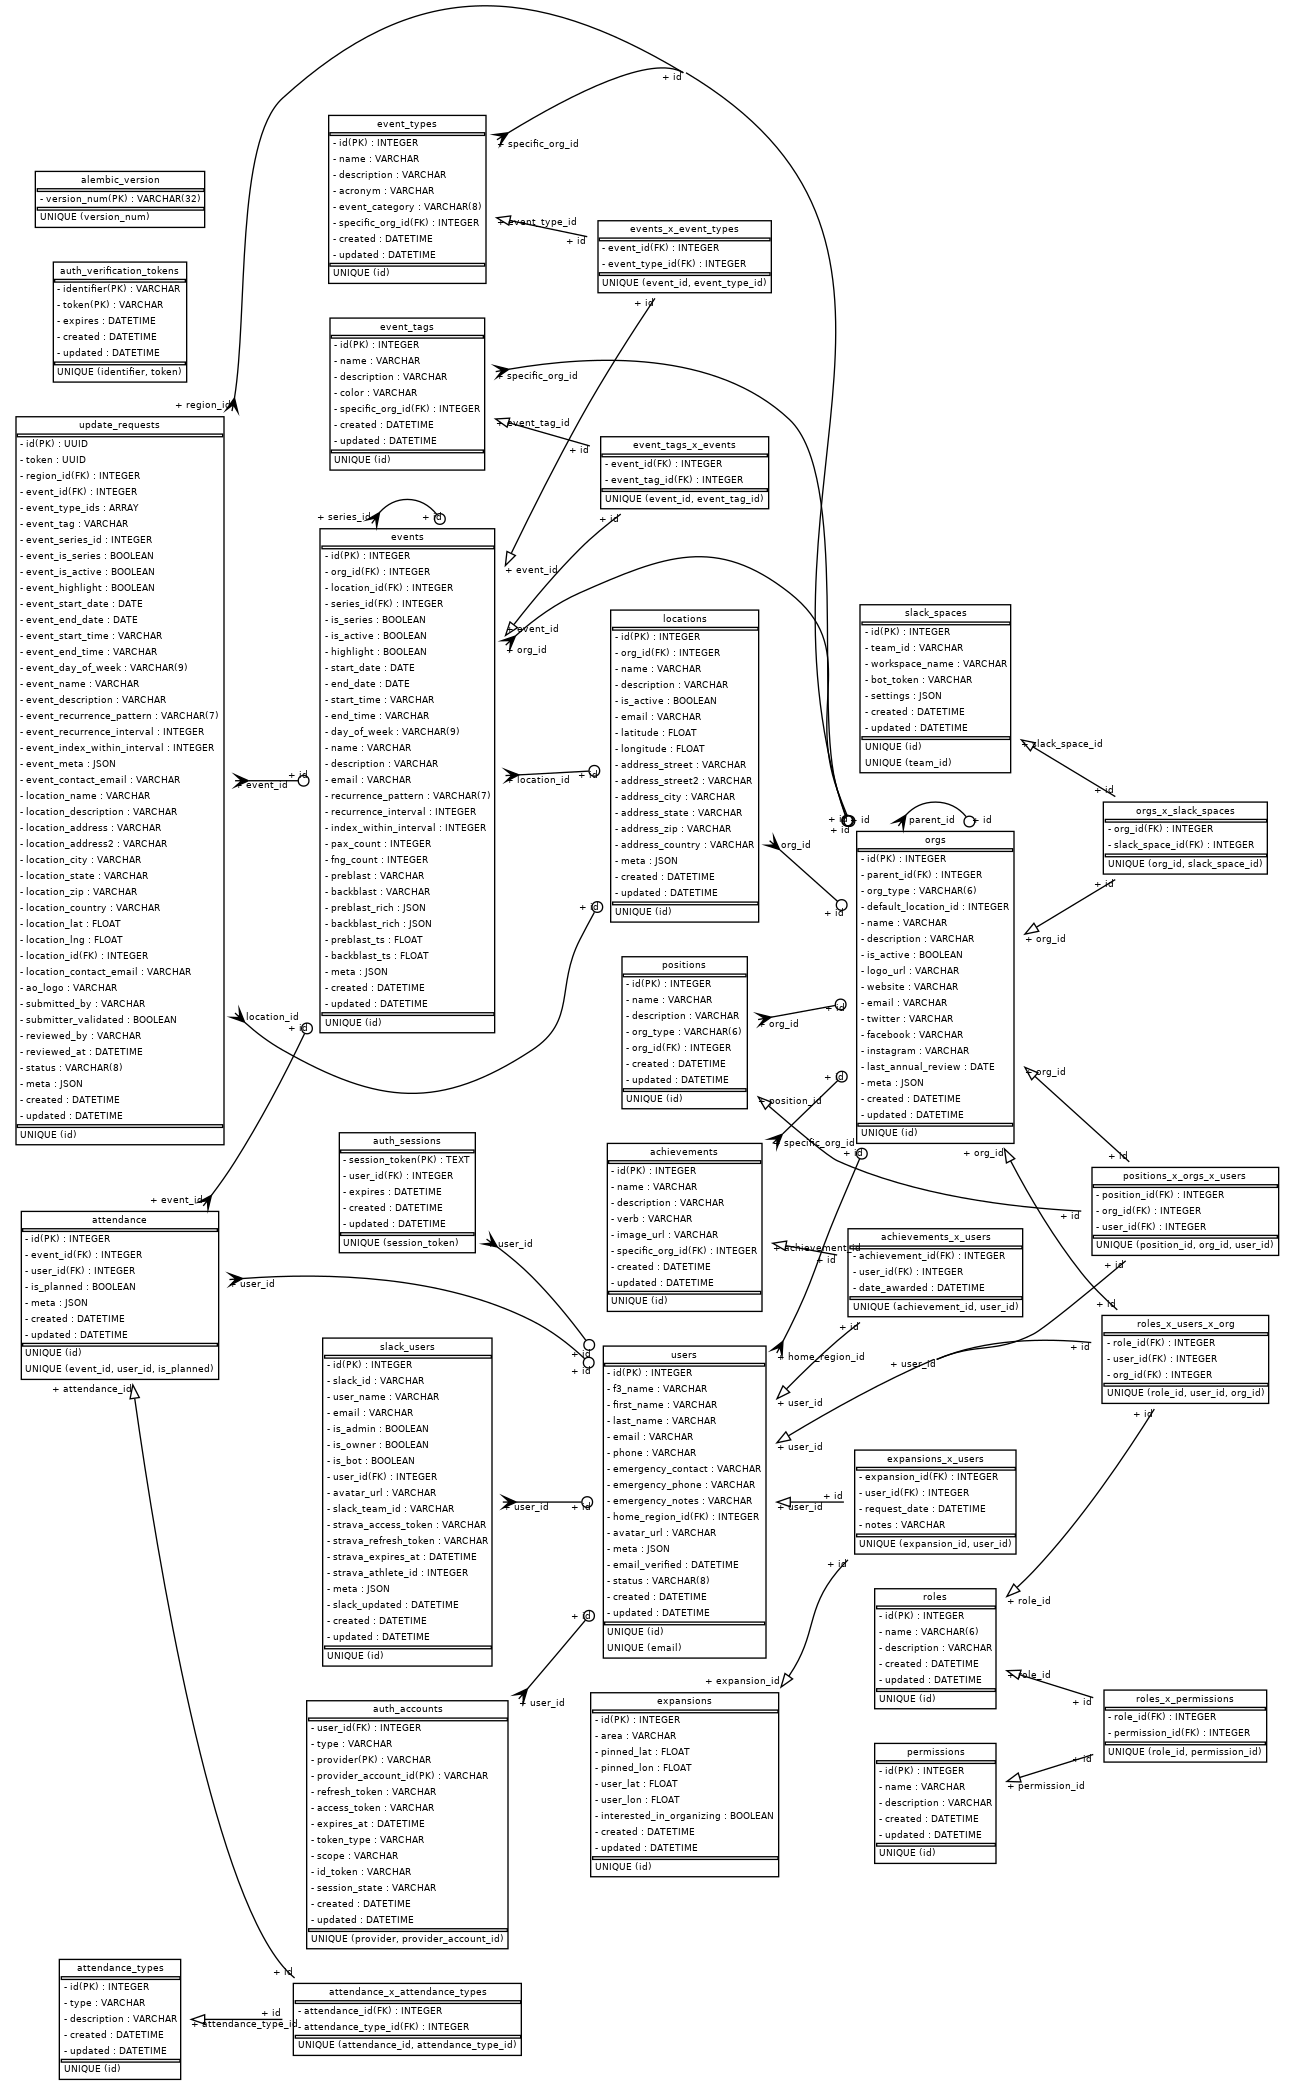 + id
event_types
- id(PK) : INTEGER
- name : VARCHAR
- description : VARCHAR
- acronym : VARCHAR
- event_category : VARCHAR(8)
- specific_org_id(FK) : INTEGER
- created : DATETIME
- updated : DATETIME
UNIQUE (id)
+ specific_org_id
+ event_type_id
+ id
alembic_version
- version_num(PK) : VARCHAR(32)
UNIQUE (version_num)
events_x_event_types
- event_id(FK) : INTEGER
- event_type_id(FK) : INTEGER
UNIQUE (event_id, event_type_id)
+ id
auth_verification_tokens
- identifier(PK) : VARCHAR
- token(PK) : VARCHAR
- expires : DATETIME
- created : DATETIME
- updated : DATETIME
UNIQUE (identifier, token)
event_tags
- id(PK) : INTEGER
- name : VARCHAR
- description : VARCHAR
- color : VARCHAR
- specific_org_id(FK) : INTEGER
- created : DATETIME
- updated : DATETIME
UNIQUE (id)
+ specific_org_id
+ event_tag_id
+ id
event_tags_x_events
- event_id(FK) : INTEGER
- event_tag_id(FK) : INTEGER
UNIQUE (event_id, event_tag_id)
+ id
+ region_id
update_requests
- id(PK) : UUID
- token : UUID
- region_id(FK) : INTEGER
- event_id(FK) : INTEGER
- event_type_ids : ARRAY
- event_tag : VARCHAR
- event_series_id : INTEGER
- event_is_series : BOOLEAN
- event_is_active : BOOLEAN
- event_highlight : BOOLEAN
- event_start_date : DATE
- event_end_date : DATE
- event_start_time : VARCHAR
- event_end_time : VARCHAR
- event_day_of_week : VARCHAR(9)
- event_name : VARCHAR
- event_description : VARCHAR
- event_recurrence_pattern : VARCHAR(7)
- event_recurrence_interval : INTEGER
- event_index_within_interval : INTEGER
- event_meta : JSON
- event_contact_email : VARCHAR
- location_name : VARCHAR
- location_description : VARCHAR
- location_address : VARCHAR
- location_address2 : VARCHAR
- location_city : VARCHAR
- location_state : VARCHAR
- location_zip : VARCHAR
- location_country : VARCHAR
- location_lat : FLOAT
- location_lng : FLOAT
- location_id(FK) : INTEGER
- location_contact_email : VARCHAR
- ao_logo : VARCHAR
- submitted_by : VARCHAR
- submitter_validated : BOOLEAN
- reviewed_by : VARCHAR
- reviewed_at : DATETIME
- status : VARCHAR(8)
- meta : JSON
- created : DATETIME
- updated : DATETIME
UNIQUE (id)
+ event_id
+ id
location_id
+ id
+ series_id
+ id
events
- id(PK) : INTEGER
- org_id(FK) : INTEGER
- location_id(FK) : INTEGER
- series_id(FK) : INTEGER
- is_series : BOOLEAN
- is_active : BOOLEAN
- highlight : BOOLEAN
- start_date : DATE
- end_date : DATE
- start_time : VARCHAR
- end_time : VARCHAR
- day_of_week : VARCHAR(9)
- name : VARCHAR
- description : VARCHAR
- email : VARCHAR
- recurrence_pattern : VARCHAR(7)
- recurrence_interval : INTEGER
- index_within_interval : INTEGER
- pax_count : INTEGER
- fng_count : INTEGER
- preblast : VARCHAR
- backblast : VARCHAR
- preblast_rich : JSON
- backblast_rich : JSON
- preblast_ts : FLOAT
- backblast_ts : FLOAT
- meta : JSON
- created : DATETIME
- updated : DATETIME
UNIQUE (id)
+ event_id
+ event_id
+ org_id
+ location_id
+ id
locations
- id(PK) : INTEGER
- org_id(FK) : INTEGER
- name : VARCHAR
- description : VARCHAR
- is_active : BOOLEAN
- email : VARCHAR
- latitude : FLOAT
- longitude : FLOAT
- address_street : VARCHAR
- address_street2 : VARCHAR
- address_city : VARCHAR
- address_state : VARCHAR
- address_zip : VARCHAR
- address_country : VARCHAR
- meta : JSON
- created : DATETIME
- updated : DATETIME
UNIQUE (id)
+ id
org_id
+ id
slack_spaces
- id(PK) : INTEGER
- team_id : VARCHAR
- workspace_name : VARCHAR
- bot_token : VARCHAR
- settings : JSON
- created : DATETIME
- updated : DATETIME
UNIQUE (id)
UNIQUE (team_id)
+ slack_space_id
+ id
orgs_x_slack_spaces
- org_id(FK) : INTEGER
- slack_space_id(FK) : INTEGER
UNIQUE (org_id, slack_space_id)
+ id
+ org_id
+ id
+ id
+ id
parent_id
+ id
orgs
- id(PK) : INTEGER
- parent_id(FK) : INTEGER
- org_type : VARCHAR(6)
- default_location_id : INTEGER
- name : VARCHAR
- description : VARCHAR
- is_active : BOOLEAN
- logo_url : VARCHAR
- website : VARCHAR
- email : VARCHAR
- twitter : VARCHAR
- facebook : VARCHAR
- instagram : VARCHAR
- last_annual_review : DATE
- meta : JSON
- created : DATETIME
- updated : DATETIME
UNIQUE (id)
positions
- id(PK) : INTEGER
- name : VARCHAR
- description : VARCHAR
- org_type : VARCHAR(6)
- org_id(FK) : INTEGER
- created : DATETIME
- updated : DATETIME
UNIQUE (id)
+ org_id
+ id
+ position_id
+ id
+ org_id
+ id
+ id
+ specific_org_id
+ id
+ org_id
positions_x_orgs_x_users
- position_id(FK) : INTEGER
- org_id(FK) : INTEGER
- user_id(FK) : INTEGER
UNIQUE (position_id, org_id, user_id)
+ id
achievements
- id(PK) : INTEGER
- name : VARCHAR
- description : VARCHAR
- verb : VARCHAR
- image_url : VARCHAR
- specific_org_id(FK) : INTEGER
- created : DATETIME
- updated : DATETIME
UNIQUE (id)
+ achievement_id
+ id
achievements_x_users
- achievement_id(FK) : INTEGER
- user_id(FK) : INTEGER
- date_awarded : DATETIME
UNIQUE (achievement_id, user_id)
+ id
auth_sessions
- session_token(PK) : TEXT
- user_id(FK) : INTEGER
- expires : DATETIME
- created : DATETIME
- updated : DATETIME
UNIQUE (session_token)
user_id
+ id
+ event_id
attendance
- id(PK) : INTEGER
- event_id(FK) : INTEGER
- user_id(FK) : INTEGER
- is_planned : BOOLEAN
- meta : JSON
- created : DATETIME
- updated : DATETIME
UNIQUE (id)
UNIQUE (event_id, user_id, is_planned)
+ user_id
+ id
+ id
+ attendance_id
+ id
roles_x_users_x_org
- role_id(FK) : INTEGER
- user_id(FK) : INTEGER
- org_id(FK) : INTEGER
UNIQUE (role_id, user_id, org_id)
+ id
+ id
slack_users
- id(PK) : INTEGER
- slack_id : VARCHAR
- user_name : VARCHAR
- email : VARCHAR
- is_admin : BOOLEAN
- is_owner : BOOLEAN
- is_bot : BOOLEAN
- user_id(FK) : INTEGER
- avatar_url : VARCHAR
- slack_team_id : VARCHAR
- strava_access_token : VARCHAR
- strava_refresh_token : VARCHAR
- strava_expires_at : DATETIME
- strava_athlete_id : INTEGER
- meta : JSON
- slack_updated : DATETIME
- created : DATETIME
- updated : DATETIME
UNIQUE (id)
+ user_id
+ id
users
- id(PK) : INTEGER
- f3_name : VARCHAR
- first_name : VARCHAR
- last_name : VARCHAR
- email : VARCHAR
- phone : VARCHAR
- emergency_contact : VARCHAR
- emergency_phone : VARCHAR
- emergency_notes : VARCHAR
- home_region_id(FK) : INTEGER
- avatar_url : VARCHAR
- meta : JSON
- email_verified : DATETIME
- status : VARCHAR(8)
- created : DATETIME
- updated : DATETIME
UNIQUE (id)
UNIQUE (email)
+ home_region_id
+ user_id
+ user_id
+ user_id
+ user_id
+ id
expansions_x_users
- expansion_id(FK) : INTEGER
- user_id(FK) : INTEGER
- request_date : DATETIME
- notes : VARCHAR
UNIQUE (expansion_id, user_id)
+ id
roles
- id(PK) : INTEGER
- name : VARCHAR(6)
- description : VARCHAR
- created : DATETIME
- updated : DATETIME
UNIQUE (id)
+ role_id
+ role_id
+ id
roles_x_permissions
- role_id(FK) : INTEGER
- permission_id(FK) : INTEGER
UNIQUE (role_id, permission_id)
+ id
+ permission_id
permissions
- id(PK) : INTEGER
- name : VARCHAR
- description : VARCHAR
- created : DATETIME
- updated : DATETIME
UNIQUE (id)
+ id
+ user_id
+ expansion_id
auth_accounts
- user_id(FK) : INTEGER
- type : VARCHAR
- provider(PK) : VARCHAR
- provider_account_id(PK) : VARCHAR
- refresh_token : VARCHAR
- access_token : VARCHAR
- expires_at : DATETIME
- token_type : VARCHAR
- scope : VARCHAR
- id_token : VARCHAR
- session_state : VARCHAR
- created : DATETIME
- updated : DATETIME
UNIQUE (provider, provider_account_id)
expansions
- id(PK) : INTEGER
- area : VARCHAR
- pinned_lat : FLOAT
- pinned_lon : FLOAT
- user_lat : FLOAT
- user_lon : FLOAT
- interested_in_organizing : BOOLEAN
- created : DATETIME
- updated : DATETIME
UNIQUE (id)
attendance_types
- id(PK) : INTEGER
- type : VARCHAR
- description : VARCHAR
- created : DATETIME
- updated : DATETIME
UNIQUE (id)
+ id
+ id
+ attendance_type_id
attendance_x_attendance_types
- attendance_id(FK) : INTEGER
- attendance_type_id(FK) : INTEGER
UNIQUE (attendance_id, attendance_type_id)